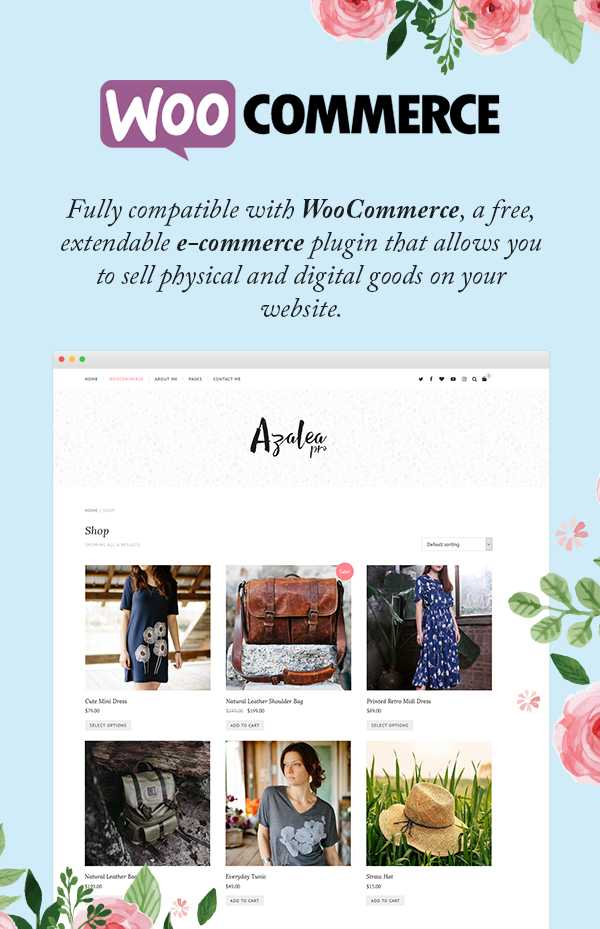 WOO COMMERCE
Fully compatible with WooCommerce, a free,
extendable e-commerce plugin that allows you
to sell physical and digital goods on your
website.
HOME / WOOCOMMERCE / ABOUT ME / PAGES / CONTACT ME
0
Azalea
pro
HOME / SHOP
Shop
SHOWING ALL 6 RESULTS
Default sorting
Sale!
Cute Mini Dress
$79.00
SELECT OPTIONS
Natural Leather Shoulder Bag
$249.00 $199.00
ADD TO CART
Printed Retro Midi Dress
$89.00
SELECT OPTIONS
Natural Leather
$199.00
Everyday Tunic
$49.00
ADD TO CART
Straw Hat
$15.00
ADD TO CART